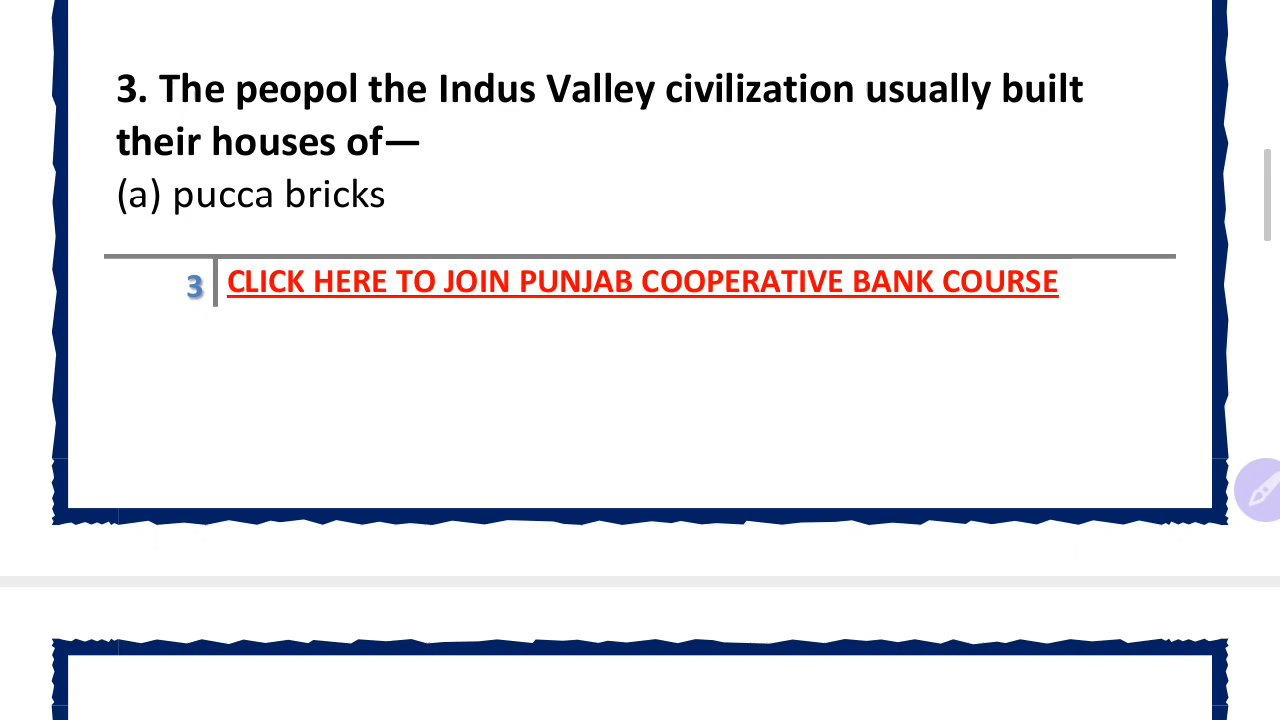 3. The peopol the Indus Valley civilization usually built
their houses of—
(a) pucca bricks
3 CLICK HERE TO JOIN PUNJAB COOPERATIVE BANK COURSE